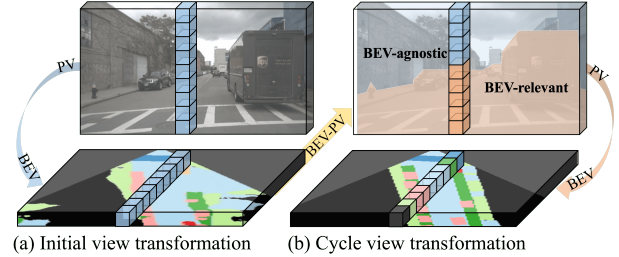 PV
BEV
BEV-PV
BEV-agnostic
BEV-relevant
PV
BEV
(a) Initial view transformation
(b) Cycle view transformation